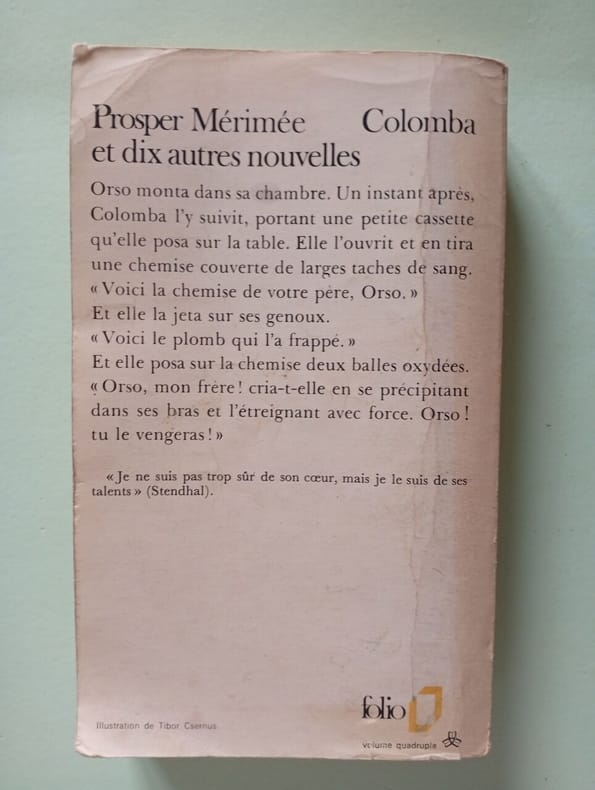 Prosper Mérimée Colomba
et dix autres nouvelles
Orso monta dans sa chambre. Un instant après,
Colomba l'y suivit, portant une petite cassette
qu'elle posa sur la table. Elle l'ouvrit et en tira
une chemise couverte de larges taches de sang.
« Voici la chemise de votre père, Orso. »
Et elle la jeta sur ses genoux.
« Voici le plomb qui l'a frappé. »
Et elle posa sur la chemise deux balles oxydées.
« Orso, mon frère ! cria-t-elle en se précipitant
dans ses bras et l'étreignant avec force. Orso !
tu le vengeras ! »
« Je ne suis pas trop sûr de son cœur, mais je le suis de ses
talents » (Stendhal).
folio
Illustration de Tibor Csernus
volume quadruple